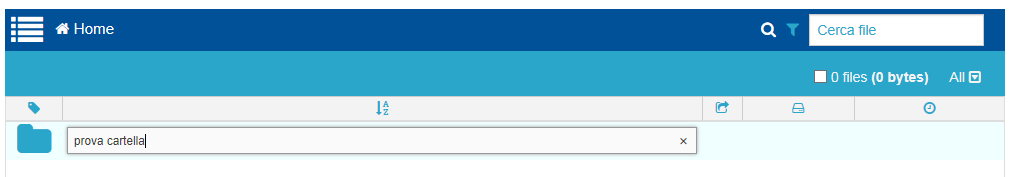 Home
Cerca file
0 files (0 bytes)
All
prova cartella